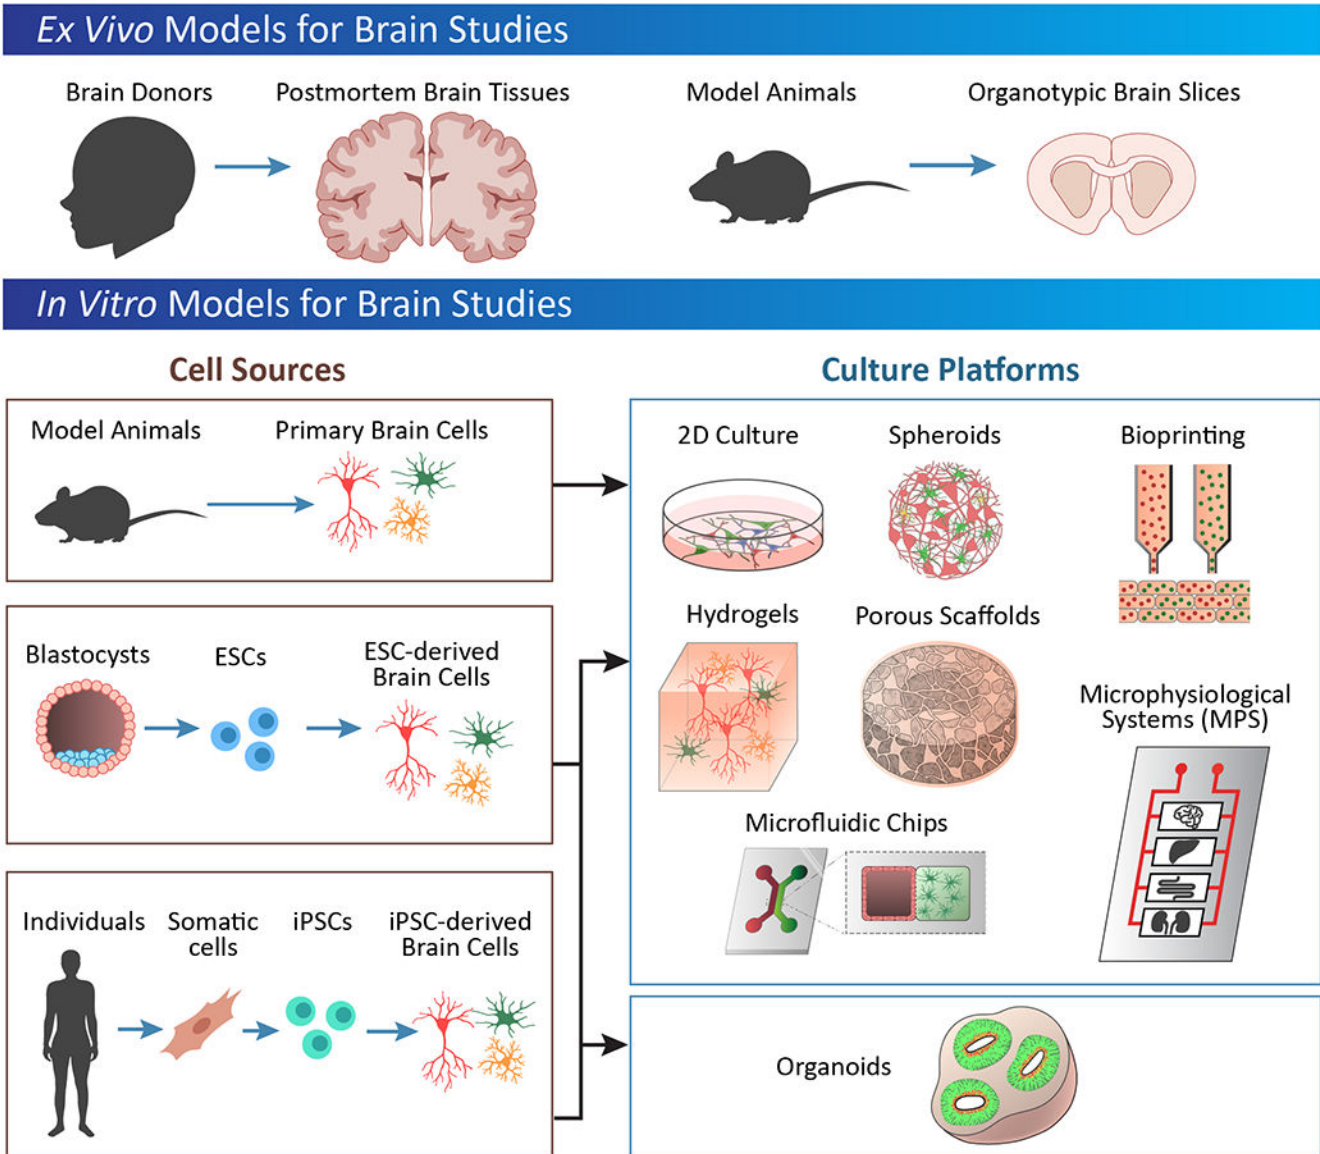 Ex Vivo Models for Brain Studies
Brain Donors
Postmortem Brain Tissues
Model Animals
Organotypic Brain Slices
In Vitro Models for Brain Studies
Cell Sources
Culture Platforms
Model Animals
Primary Brain Cells
Blastocysts
ESCs
ESC-derived
Brain Cells
Individuals
Somatic
cells
iPSCs
iPSC-derived
Brain Cells
2D Culture
Spheroids
Bioprinting
Hydrogels
Porous Scaffolds
Microphysiological
Systems (MPS)
Microfluidic Chips
Organoids